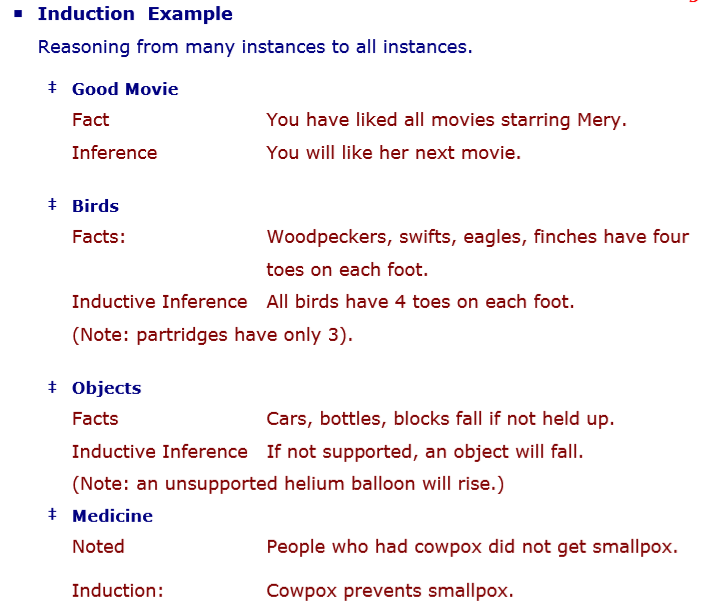 ▪ Induction Example
Reasoning from many instances to all instances.
‡ Good Movie
Fact You have liked all movies starring Mery.
Inference You will like her next movie.
‡ Birds
Facts: Woodpeckers, swifts, eagles, finches have four
toes on each foot.
Inductive Inference All birds have 4 toes on each foot.
(Note: partridges have only 3).
‡ Objects
Facts Cars, bottles, blocks fall if not held up.
Inductive Inference If not supported, an object will fall.
(Note: an unsupported helium balloon will rise.)
‡ Medicine
Noted People who had cowpox did not get smallpox.
Induction: Cowpox prevents smallpox.